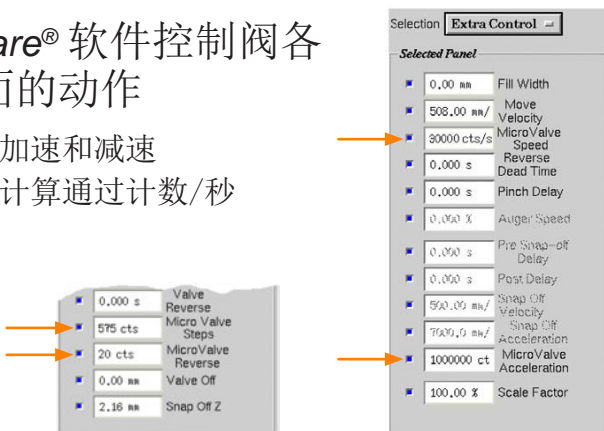 are® 软件控制阀各
面的动作
加速和减速
计算通过计数/秒
Selection Extra Control
Selected Panel
0.00 mm Fill Width
508.00 mm/ Move Velocity
30000 cts/s MicroValve Speed
0.000 s Reverse Dead Time
0.000 s Pinch Delay
0.000 % Auger Speed
0.000 s Pre Snap-off Delay
0.000 s Post Delay
500.00 mm/ Snap Off Velocity
7000.0 mm/ Snap Off Acceleration
1000000 ct MicroValve Acceleration
100.00 % Scale Factor
0.000 s Valve Reverse
575 cts Micro Valve Steps
20 cts MicroValve Reverse
0.00 mm Valve Off
2.16 mm Snap Off Z